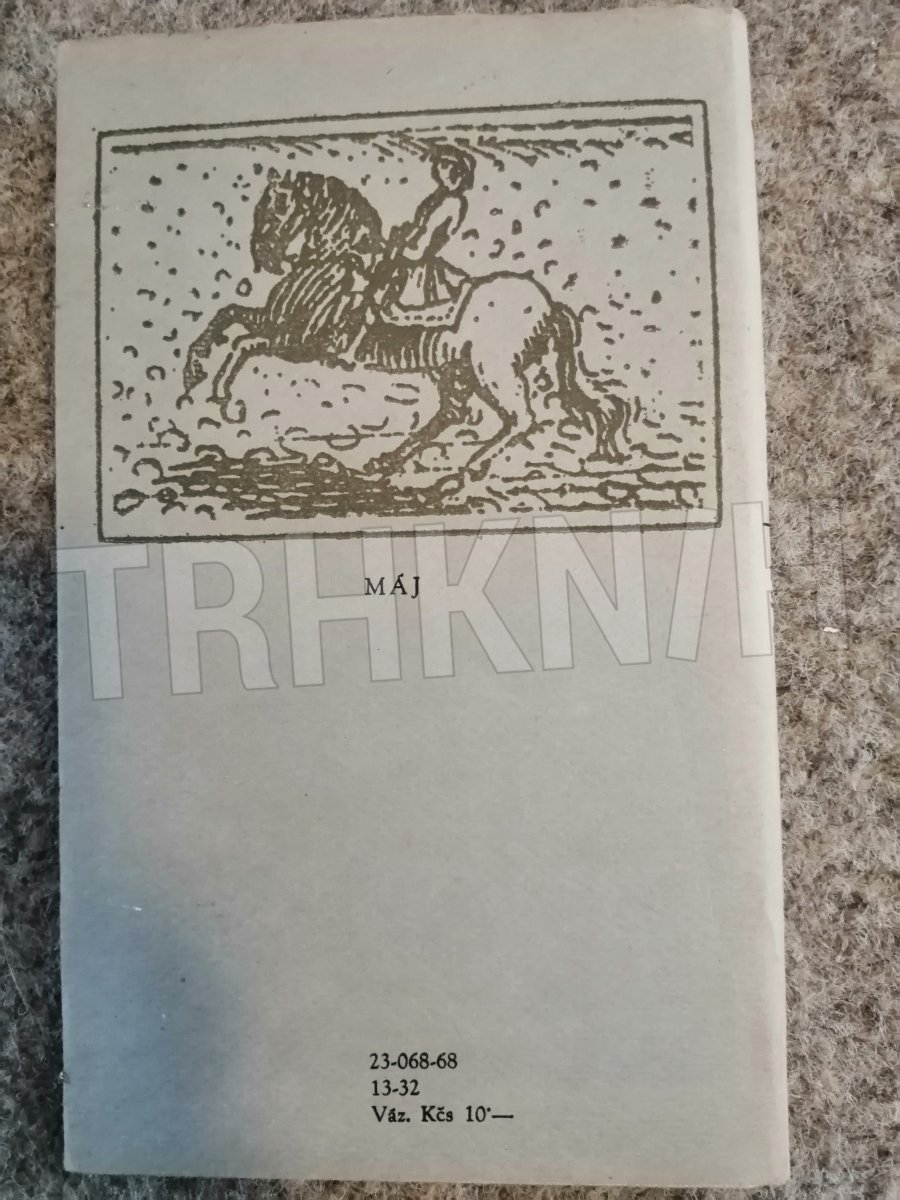 MÁJ
TRHKNIH
23-068-68
13-32
Váz. Kčs 10·—